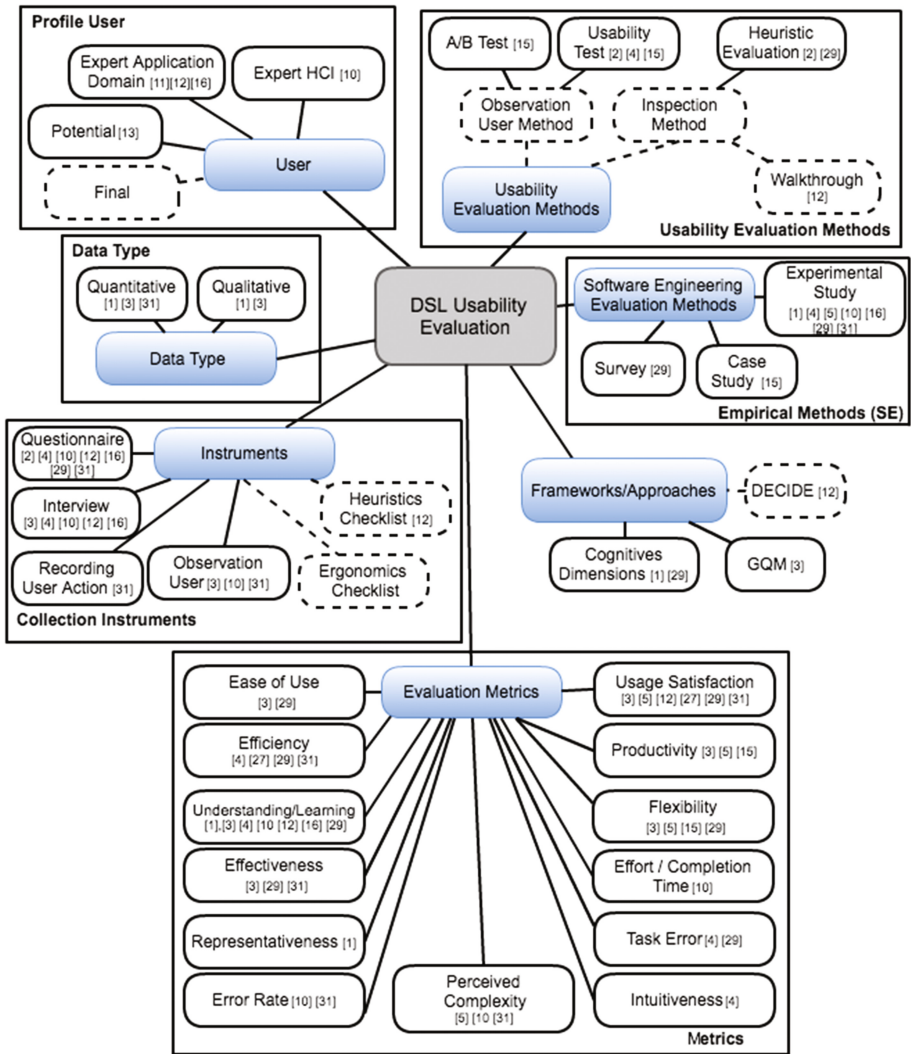 Profile User
Expert Application
Domain [11][12][16]
Expert HCI [10]
Potential [13]
Final
User
A/B Test [15]
Usability
Test [2] [4] [15]
Heuristic
Evaluation [2] [29]
Observation
User Method
Inspection
Method
Usability
Evaluation Methods
Walkthrough
[12]
Usability Evaluation Methods
Data Type
Quantitative
[1] [3] [31]
Qualitative
[1] [3]
Data Type
DSL Usability
Evaluation
Software Engineering
Evaluation Methods
Experimental
Study
[1] [4] [5] [10] [16]
[29] [31]
Survey [29]
Case
Study [15]
Empirical Methods (SE)
Questionnaire
[2] [4] [10] [12] [16]
[29] [31]
Instruments
Interview
[3] [4] [10] [12] [16]
Heuristics
Checklist [12]
Recording
User Action [31]
Observation
User [3] [10] [31]
Ergonomics
Checklist
Collection Instruments
Frameworks/Approaches
DECIDE [12]
Cognitives
Dimensions [1] [29]
GQM [3]
Evaluation Metrics
Ease of Use
[3] [29]
Efficiency
[4] [27] [29] [31]
Understanding/Learning
[1],[3] [4] [10 [12] [16] [29]
Effectiveness
[3] [29] [31]
Representativeness [1]
Error Rate [10] [31]
Perceived
Complexity
[5] [10 [31]
Usage Satisfaction
[3] [5] [12] [27] [29] [31]
Productivity [3] [5] [15]
Flexibility
[3] [5] [15] [29]
Effort / Completion
Time [10]
Task Error [4] [29]
Intuitiveness [4]
Metrics